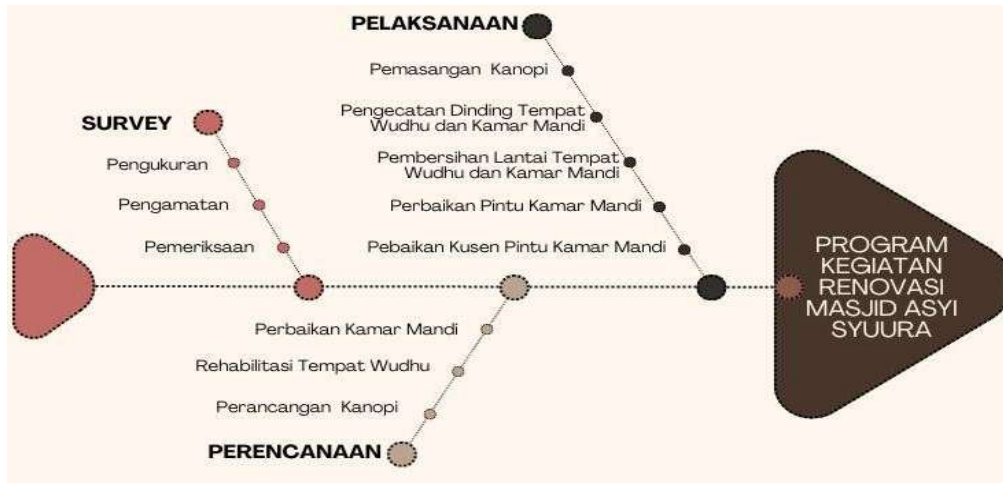 PELAKSANAAN
Pemasangan Kanopi
Pengecatan Dinding Tempat
Wudhu dan Kamar Mandi
Pembersihan Lantai Tempat
Wudhu dan Kamar Mandi
Perbaikan Pintu Kamar Mandi
Pebaikan Kusen Pintu Kamar Mandi
SURVEY
Pengukuran
Pengamatan
Pemeriksaan
Perbaikan Kamar Mandi
Rehabilitasi Tempat Wudhu
Perancangan Kanopi
PERENCANAAN
PROGRAM
KEGIATAN
RENOVASI
MASJID ASYI
SYUURA